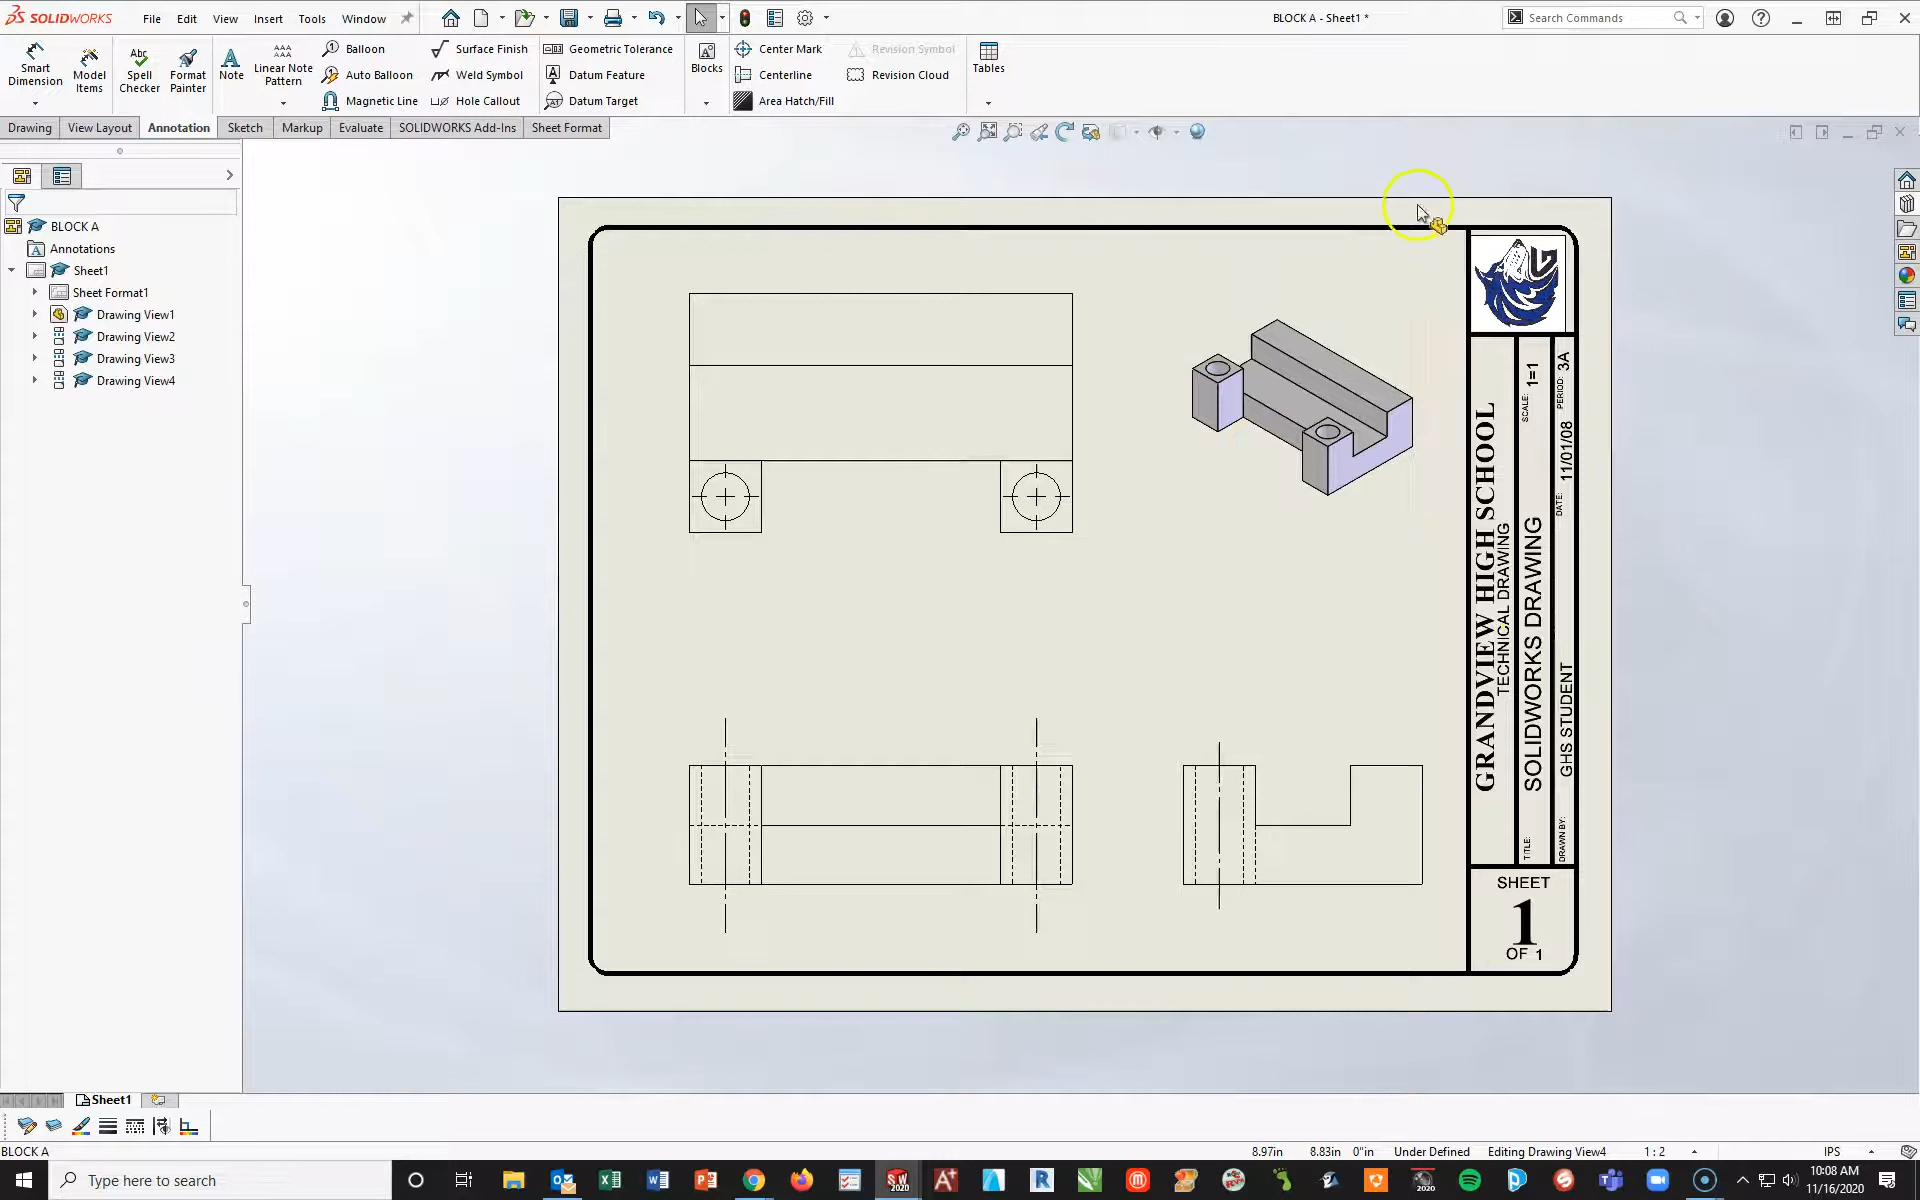 SOLIDWORKS File Edit View Insert Tools Window BLOCK A - Sheet1 * Search Commands
Smart Dimension
Model Items
Abc
Spell Checker
Format Painter
A
Note
Linear Note Pattern
Balloon
Auto Balloon
Magnetic Line
Surface Finish
Weld Symbol
Hole Callout
Geometric Tolerance
Datum Feature
Datum Target
Blocks
Center Mark
Centerline
Area Hatch/Fill
Revision Symbol
Revision Cloud
Tables
Drawing View Layout Annotation Sketch Markup Evaluate SOLIDWORKS Add-Ins Sheet Format
BLOCK A
Annotations
Sheet1
Sheet Format1
Drawing View1
Drawing View2
Drawing View3
Drawing View4
GRANDVIEW HIGH SCHOOL
TECHNICAL DRAWING
TITLE: SOLIDWORKS DRAWING SCALE: 1=1
DRAWN BY: GHS STUDENT DATE: 11/01/08 PERIOD: 3A
SHEET
1
OF 1
Sheet1
BLOCK A 8.97in 8.83in 0"in Under Defined Editing Drawing View4 1 : 2 IPS
Type here to search
SW 2020
2020
10:08 AM
11/16/2020